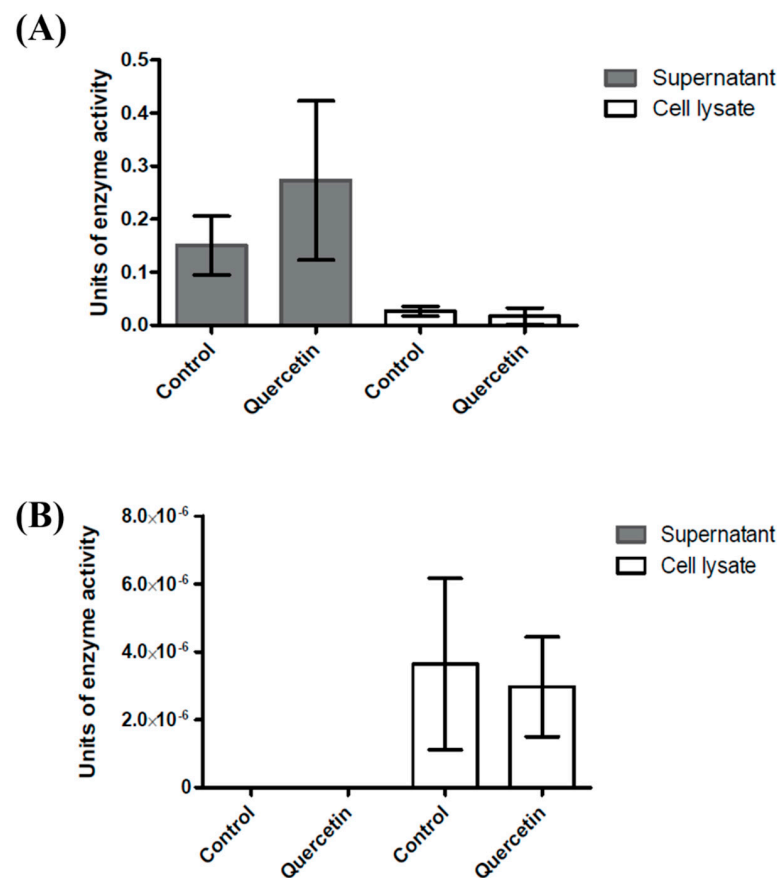 (A)
Units of enzyme activity
0.5
0.4
0.3
0.2
0.1
0.0
Control
Quercetin
Control
Quercetin
Supernatant
Cell lysate
(B)
Units of enzyme activity
8.0×10⁻⁶
6.0×10⁻⁶
4.0×10⁻⁶
2.0×10⁻⁶
0
Control
Quercetin
Control
Quercetin
Supernatant
Cell lysate